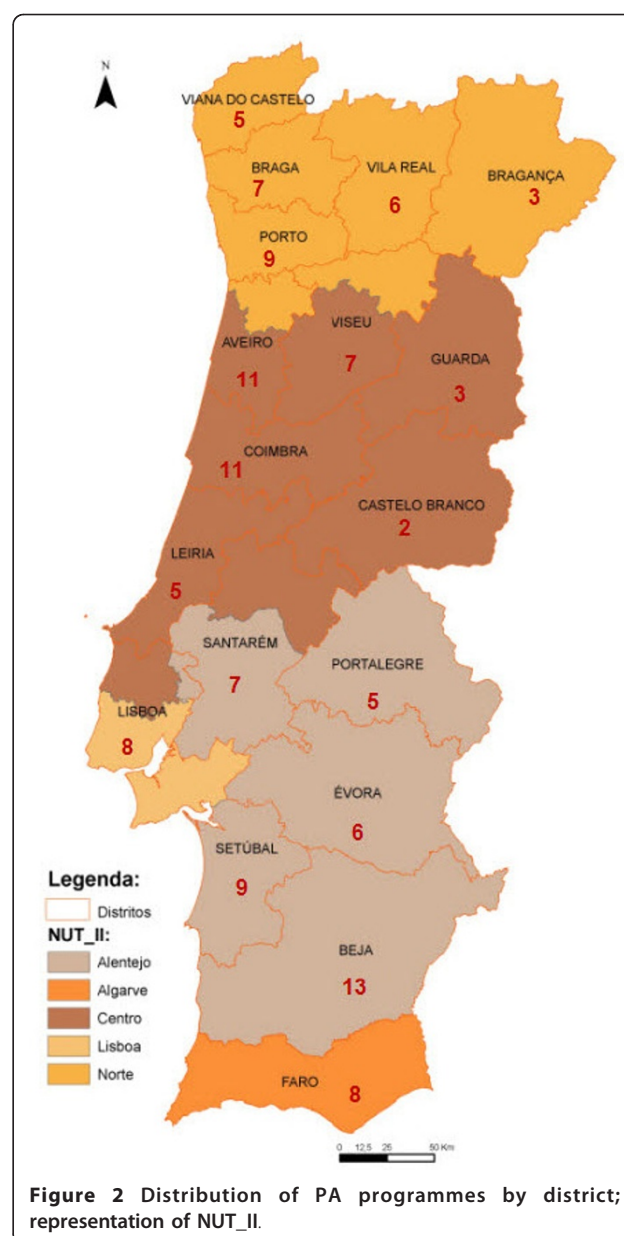 N
VIANA DO CASTELO
5
BRAGA
7
VILA REAL
6
BRAGANÇA
3
PORTO
9
AVEIRO
11
VISEU
7
GUARDA
3
COIMBRA
11
CASTELO BRANCO
2
LEIRIA
5
SANTARÉM
7
PORTALEGRE
5
LISBOA
8
ÉVORA
6
SETÚBAL
9
BEJA
13
FARO
8
Legenda:
Distritos
NUT_II:
Alentejo
Algarve
Centro
Lisboa
Norte
0 12,5 25 50 Km
Figure 2 Distribution of PA programmes by district;
representation of NUT_II.